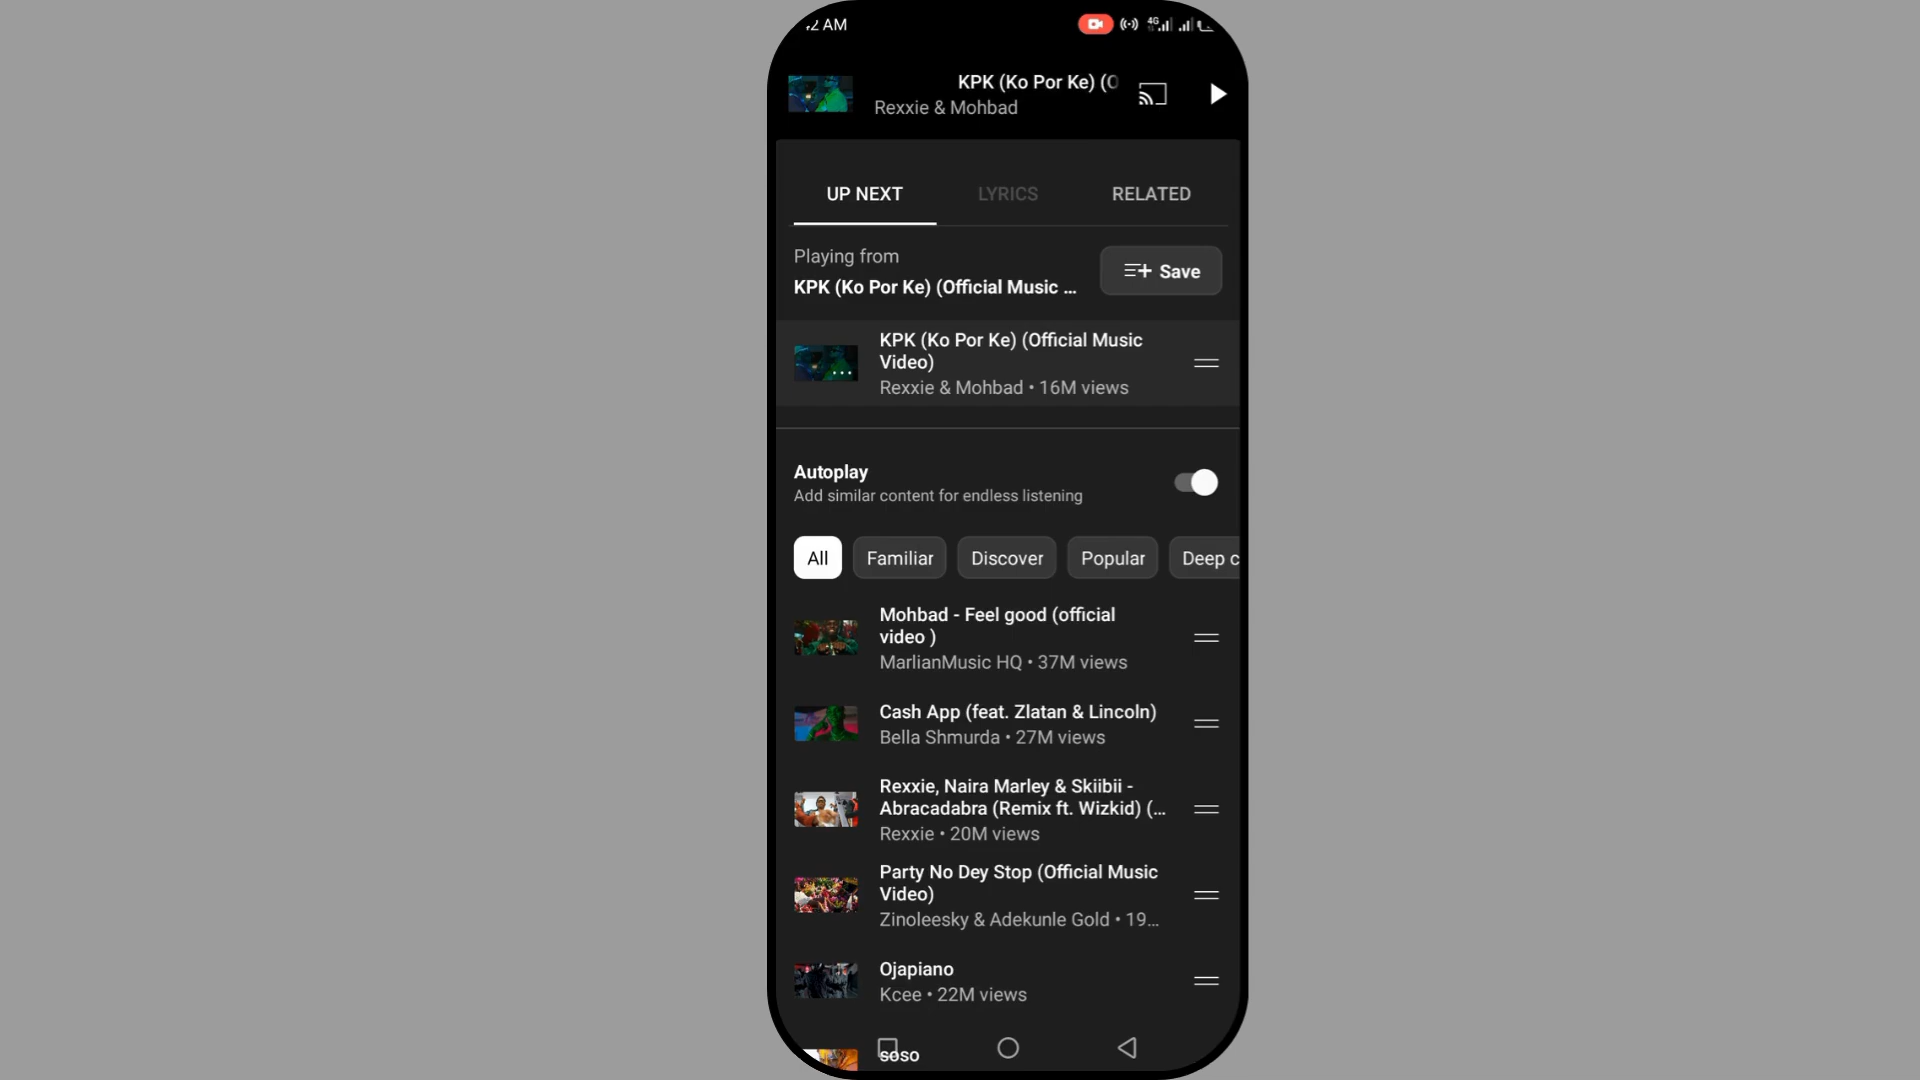 2 AM
4G
KPK (Ko Por Ke) (O
Rexxie & Mohbad
UP NEXT
LYRICS
RELATED
Playing from
KPK (Ko Por Ke) (Official Music ...
Save
KPK (Ko Por Ke) (Official Music
Video)
Rexxie & Mohbad • 16M views
Autoplay
Add similar content for endless listening
All
Familiar
Discover
Popular
Deep c
Mohbad - Feel good (official
video )
MarlianMusic HQ • 37M views
Cash App (feat. Zlatan & Lincoln)
Bella Shmurda • 27M views
Rexxie, Naira Marley & Skiibii -
Abracadabra (Remix ft. Wizkid) (...
Rexxie • 20M views
Party No Dey Stop (Official Music
Video)
Zinoleesky & Adekunle Gold • 19...
Ojapiano
Kcee • 22M views
soso